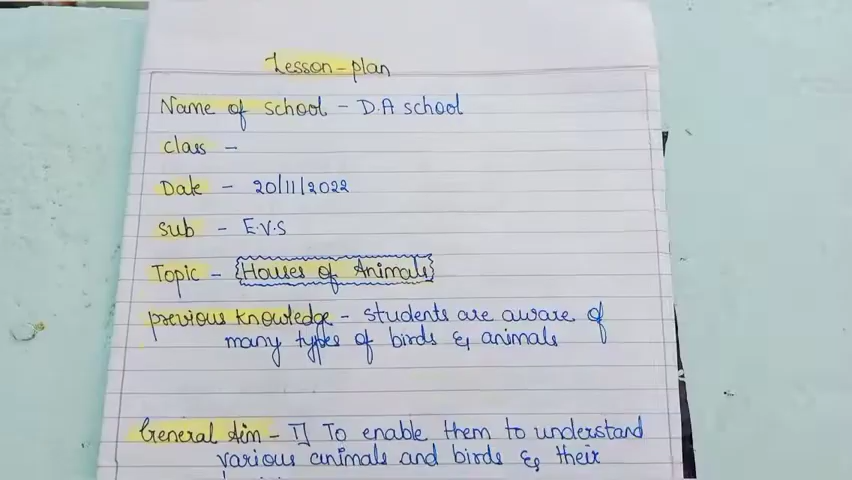 Lesson-plan
Name of school - D.A school
class -
Date - 20/11/2022
sub - E.V.S
Topic - {Houses of Animals}
previous knowledge - students are aware of
many types of birds & animals
General Aim - 1] To enable them to understand
various animals and birds & their